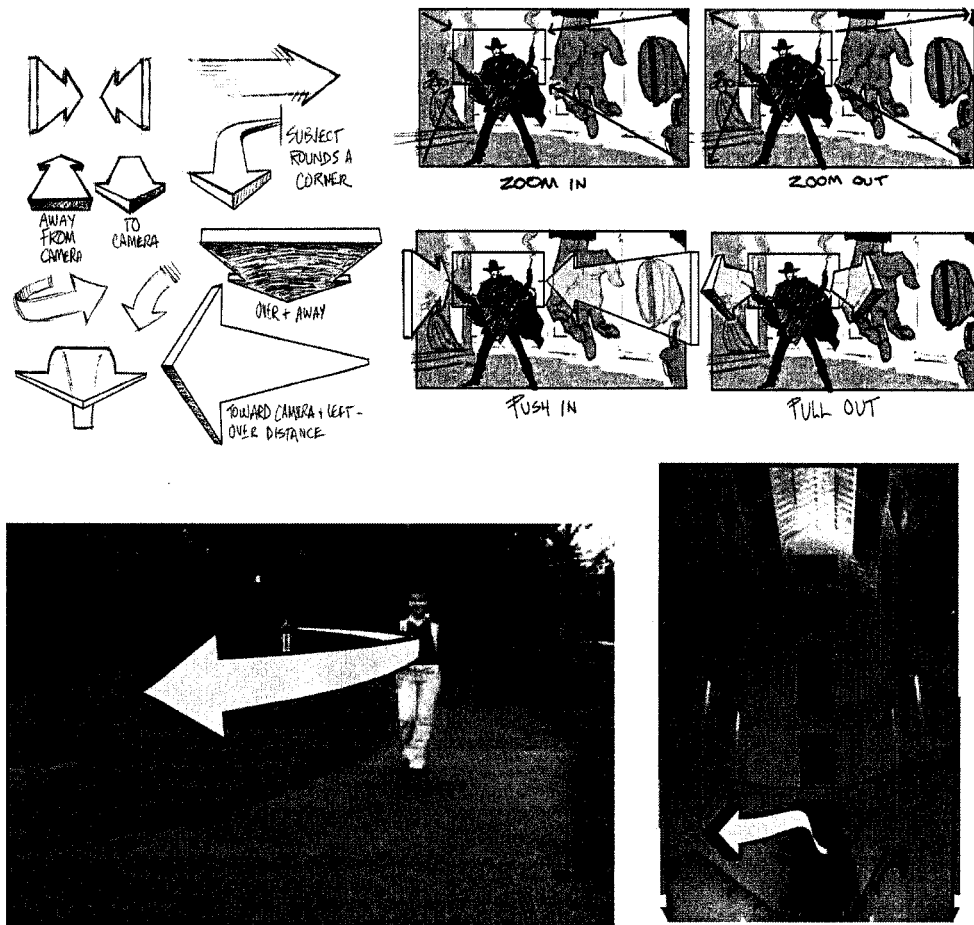 SUBJECT
ROUNDS A
CORNER
AWAY
FROM
CAMERA
TO
CAMERA
OVER + AWAY
TOWARD CAMERA + LEFT -
OVER DISTANCE
ZOOM IN
ZOOM OUT
PUSH IN
PULL OUT